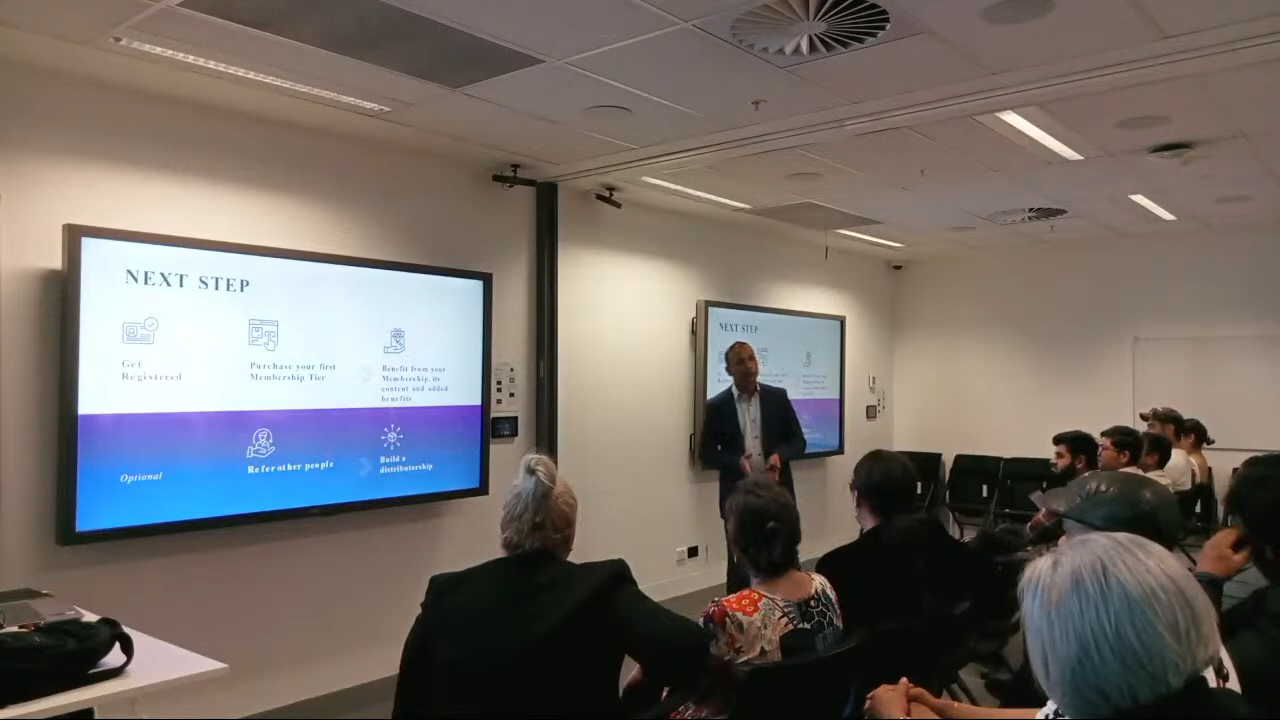 NEXT STEP
Get
Registered
Purchase your first
Membership Tier
Benefit from your
Membership, its
content and added
benefits
Optional
Refer other people
Build a
distributorship
NEXT STEP